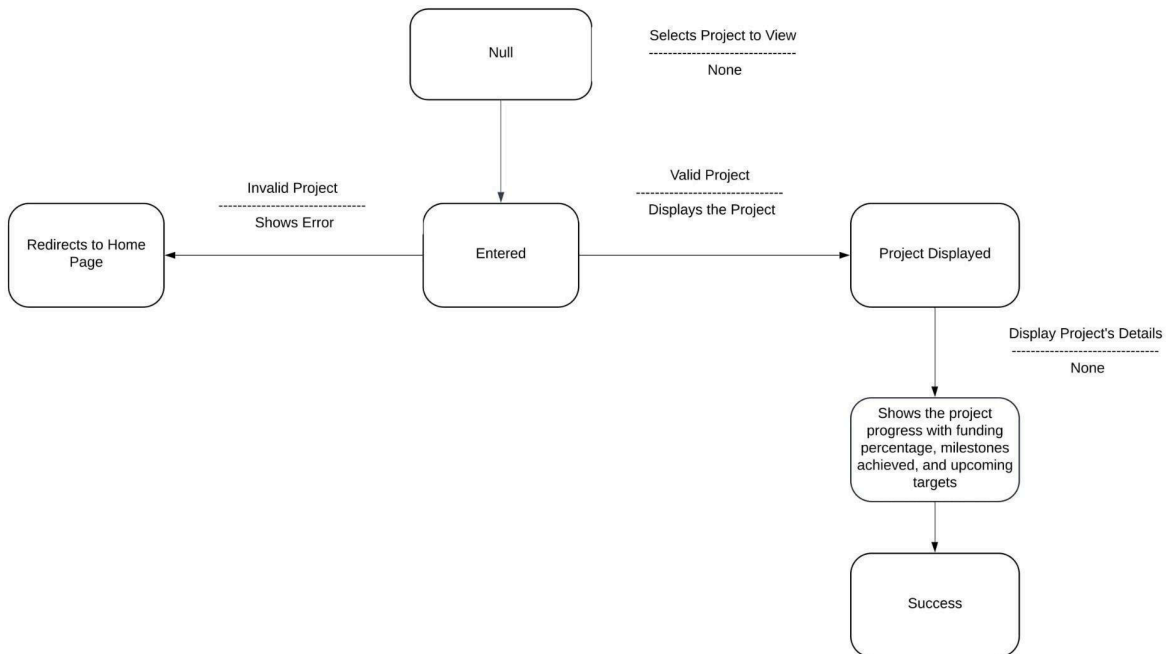 Null
Selects Project to View
-----------------------------
None
Invalid Project
-----------------------------
Shows Error
Valid Project
-----------------------------
Displays the Project
Redirects to Home
Page
Entered
Project Displayed
Display Project's Details
-----------------------------
None
Shows the project
progress with funding
percentage, milestones
achieved, and upcoming
targets
Success